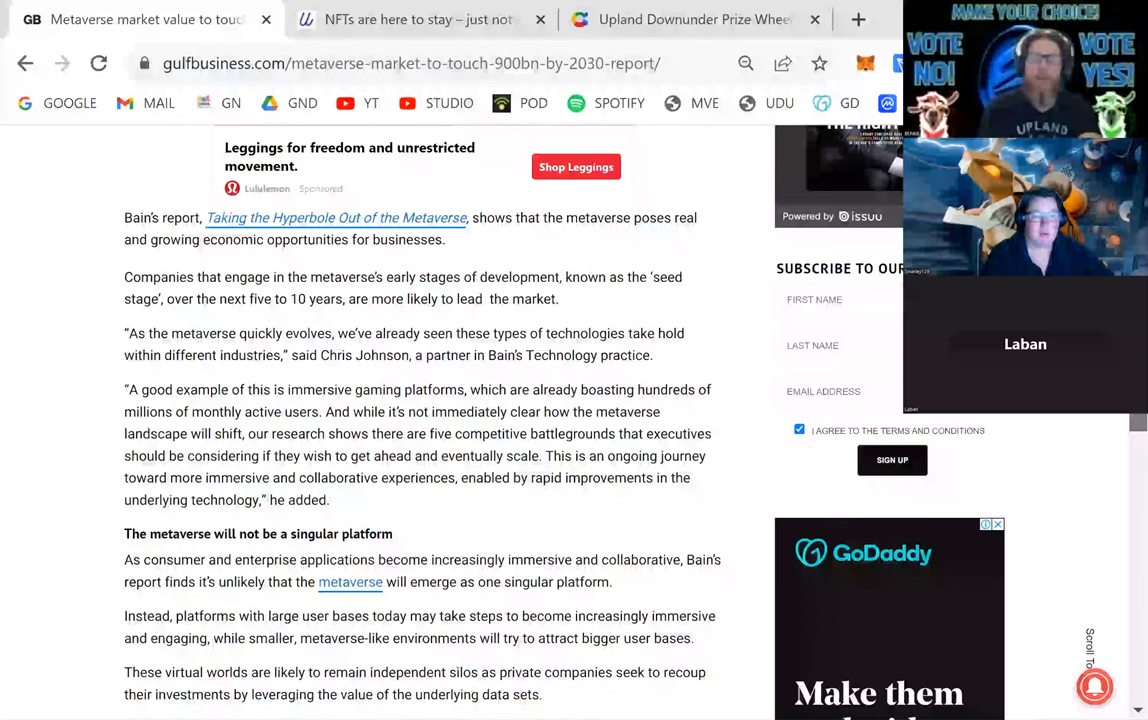 GB Metaverse market value to touc
NFTs are here to stay – just not
Upland Downunder Prize Whee
gulfbusiness.com/metaverse-market-to-touch-900bn-by-2030-report/
GOOGLE
MAIL
GN
GND
YT
STUDIO
POD
SPOTIFY
MVE
UDU
GD
MAKE YOUR CHOICE!
VOTE NO!
VOTE YES!
UPLAND
Leggings for freedom and unrestricted
movement.
Lululemon · Sponsored
Shop Leggings
Powered by issuu
Bain's report, Taking the Hyperbole Out of the Metaverse, shows that the metaverse poses real
and growing economic opportunities for businesses.
Companies that engage in the metaverse's early stages of development, known as the 'seed
stage', over the next five to 10 years, are more likely to lead the market.
"As the metaverse quickly evolves, we've already seen these types of technologies take hold
within different industries," said Chris Johnson, a partner in Bain's Technology practice.
"A good example of this is immersive gaming platforms, which are already boasting hundreds of
millions of monthly active users. And while it's not immediately clear how the metaverse
landscape will shift, our research shows there are five competitive battlegrounds that executives
should be considering if they wish to get ahead and eventually scale. This is an ongoing journey
toward more immersive and collaborative experiences, enabled by rapid improvements in the
underlying technology," he added.
The metaverse will not be a singular platform
As consumer and enterprise applications become increasingly immersive and collaborative, Bain's
report finds it's unlikely that the metaverse will emerge as one singular platform.
Instead, platforms with large user bases today may take steps to become increasingly immersive
and engaging, while smaller, metaverse-like environments will try to attract bigger user bases.
These virtual worlds are likely to remain independent silos as private companies seek to recoup
their investments by leveraging the value of the underlying data sets.
SUBSCRIBE TO OU
FIRST NAME
LAST NAME
EMAIL ADDRESS
I AGREE TO THE TERMS AND CONDITIONS
SIGN UP
Laban
Laban
GoDaddy
Make them
Scroll To